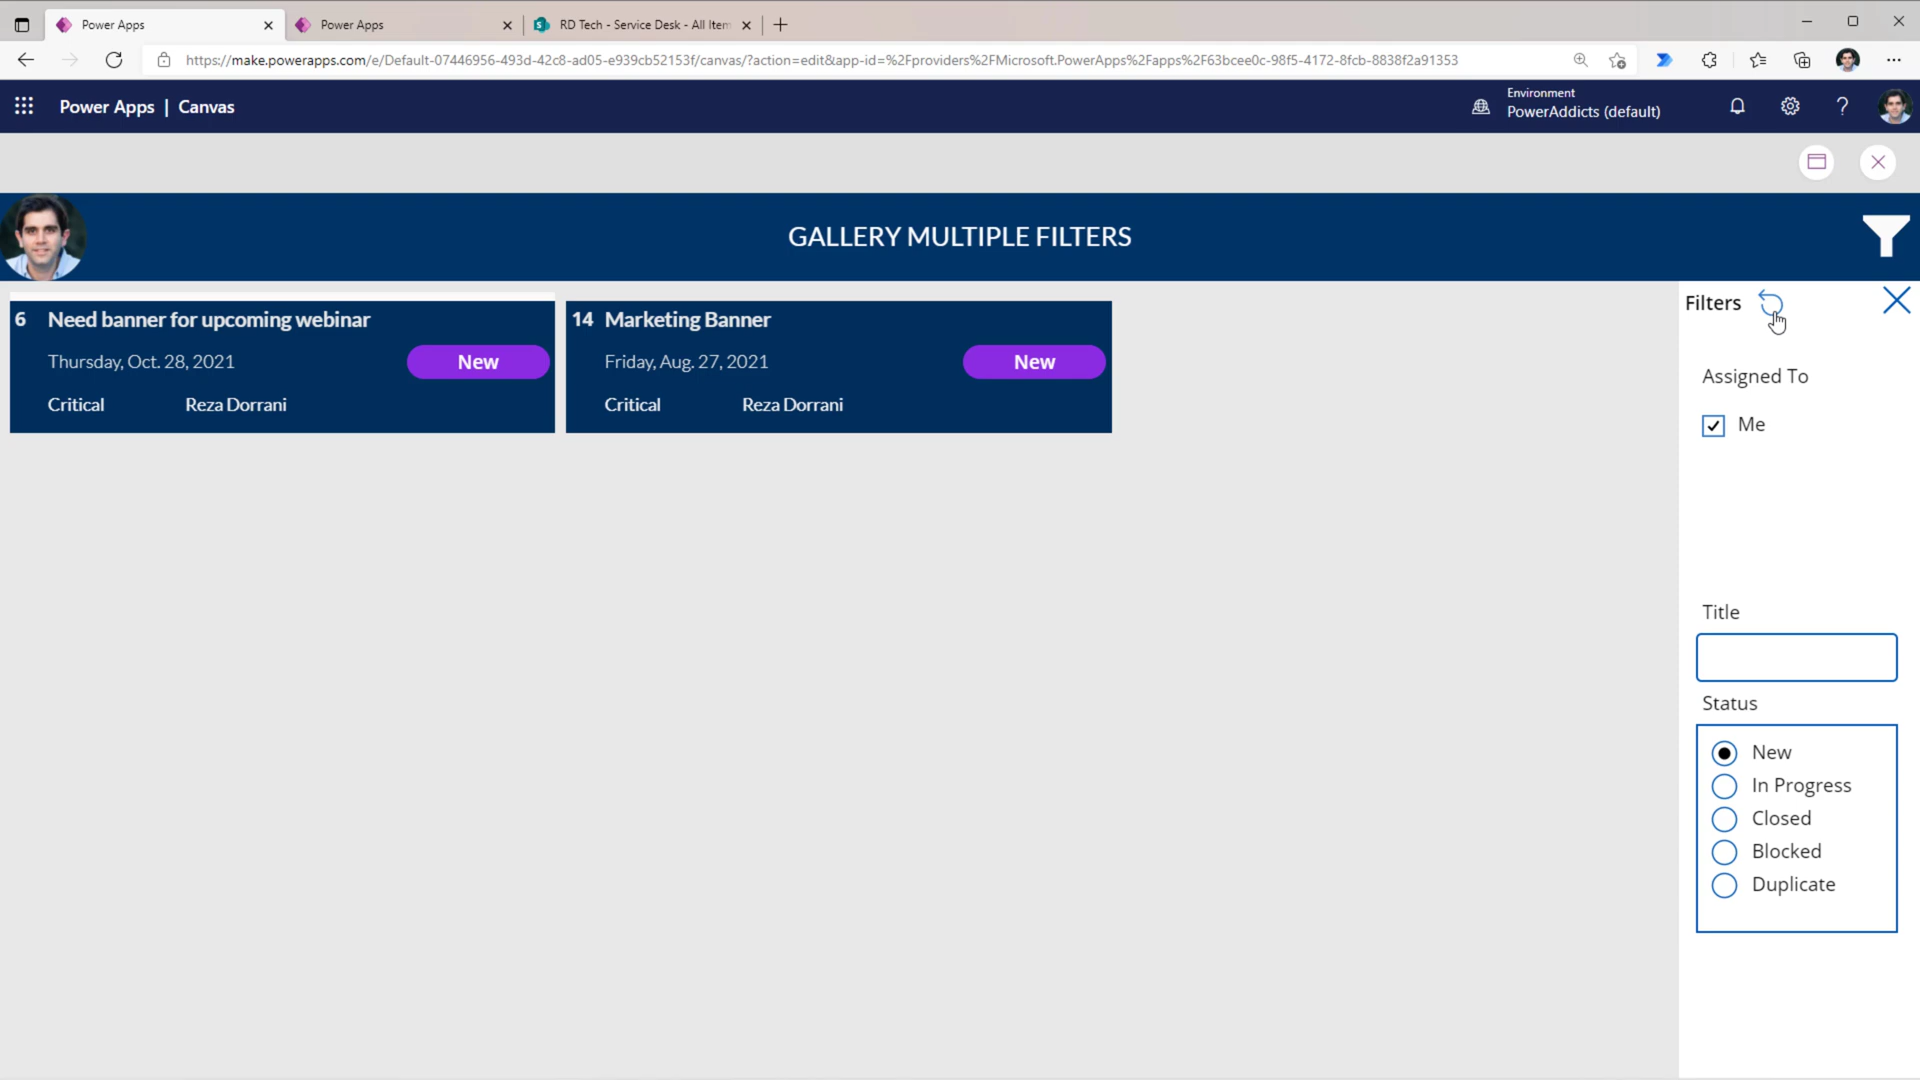 Power Apps
Power Apps
RD Tech - Service Desk - All Item
https://make.powerapps.com/e/Default-07446956-493d-42c8-ad05-e939cb52153f/canvas/?action=edit&app-id=%2Fproviders%2FMicrosoft.PowerApps%2Fapps%2F63bcee0c-98f5-4172-8fcb-8838f2a91353
Power Apps | Canvas
Environment
PowerAddicts (default)
GALLERY MULTIPLE FILTERS
6 Need banner for upcoming webinar
Thursday, Oct. 28, 2021 New
Critical Reza Dorrani
14 Marketing Banner
Friday, Aug. 27, 2021 New
Critical Reza Dorrani
Filters
Assigned To
Me
Title
Status
New
In Progress
Closed
Blocked
Duplicate